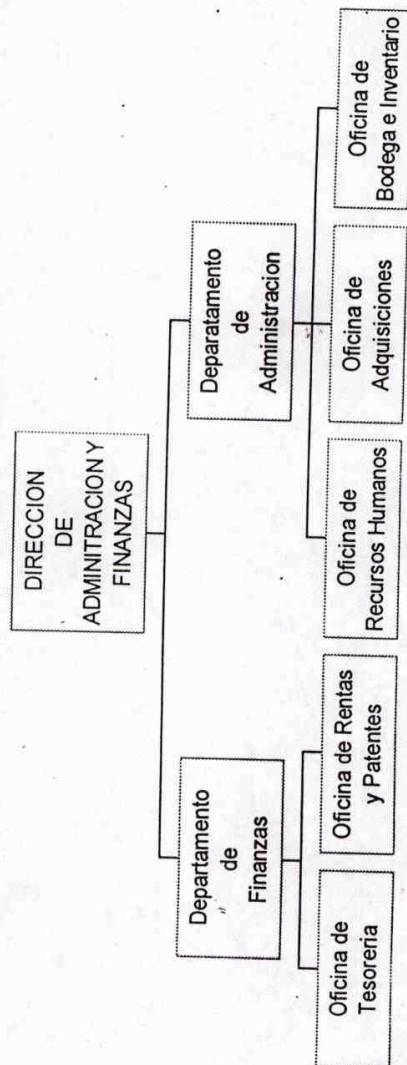 DIRECCION
DE
ADMINITRACION Y
FINANZAS
Departamento
de
Finanzas
Deparatamento
de
Administracion
Oficina de
Tesoreria
Oficina de Rentas
y Patentes
Oficina de
Recursos Humanos
Oficina de
Adquisiciones
Oficina de
Bodega e Inventario